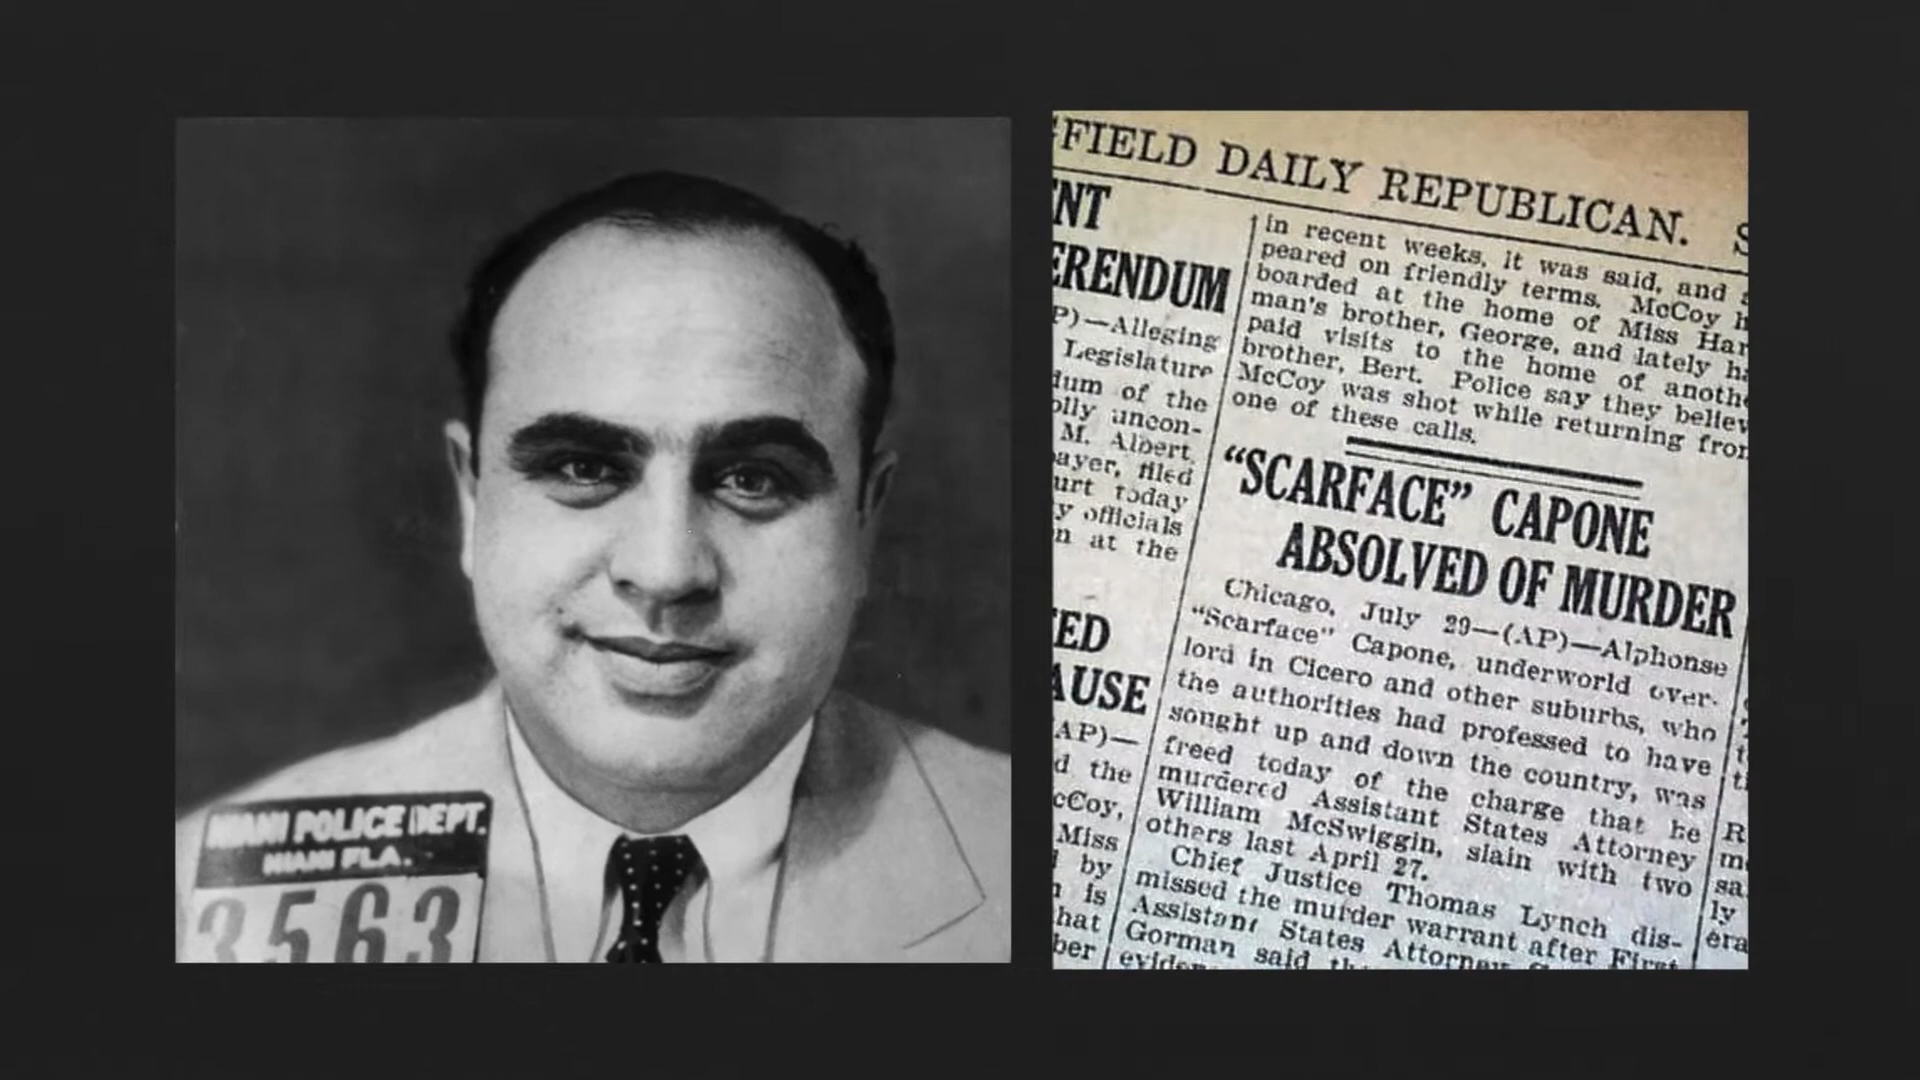 MIAMI POLICE DEPT.
MIAMI FLA.
3563
FIELD DAILY REPUBLICAN.
ENT
ERENDUM
P)—Alleging
Legislature
dum of the
olly uncon-
M. Albert,
payer, filed
urt today
y officials
n at the
ED
AUSE
(AP)—
d the
cCoy,
Miss
by
is
hat
ber
in recent weeks, it was said, and
peared on friendly terms. McCoy h
boarded at the home of Miss Har
man's brother, George, and lately ha
paid visits to the home of anothe
brother, Bert. Police say they believ
McCoy was shot while returning from
one of these calls.
“SCARFACE” CAPONE
ABSOLVED OF MURDER
Chicago, July 29—(AP)—Alphonse
“Scarface” Capone, underworld over-
lord in Cicero and other suburbs, who
the authorities had professed to have
sought up and down the country, was
freed today of the charge that he
murdered Assistant States Attorney
William McSwiggin, slain with two
others last April 27.
Chief Justice Thomas Lynch dis-
missed the murder warrant after First
Assistant States Attorney
Gorman said
R
m
sa
ly
era